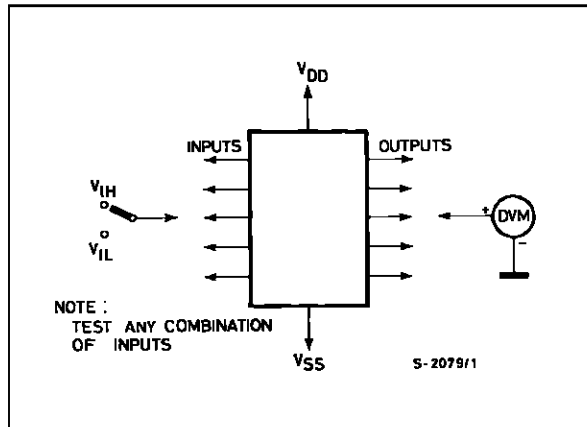 VDD
INPUTS
OUTPUTS
VIH
VIL
+
DVM
-
NOTE :
TEST ANY COMBINATION
OF INPUTS
VSS
S-2079/1